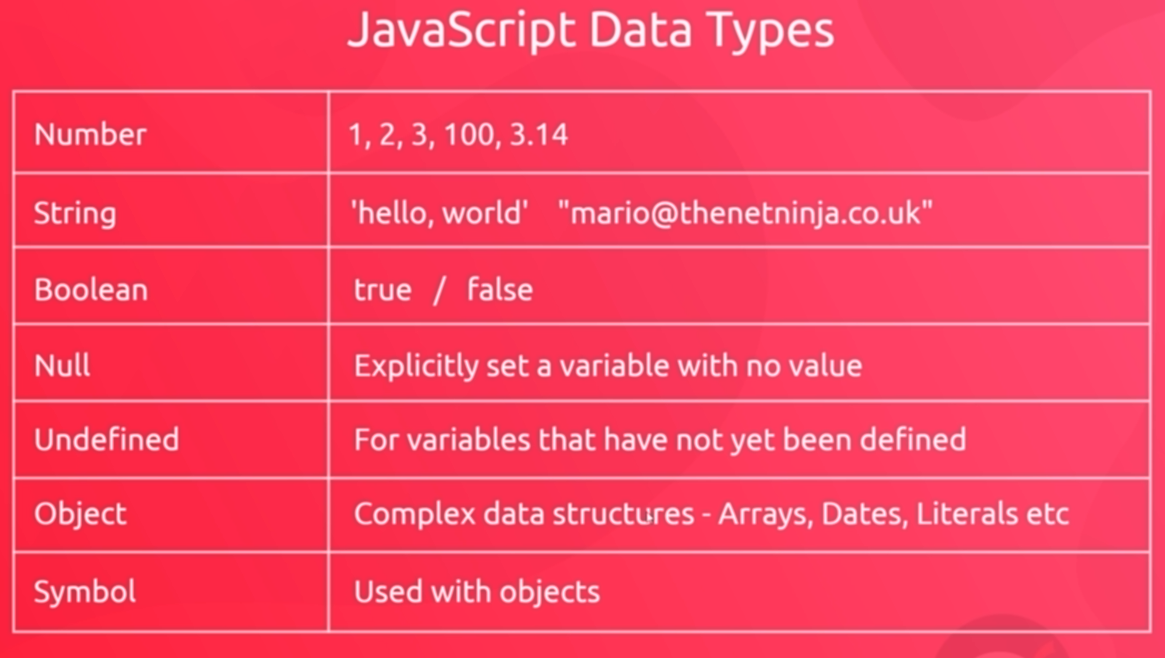 JavaScript Data Types
Number 1, 2, 3, 100, 3.14
String 'hello, world' "mario@thenetninja.co.uk"
Boolean true / false
Null Explicitly set a variable with no value
Undefined For variables that have not yet been defined
Object Complex data structures - Arrays, Dates, Literals etc
Symbol Used with objects